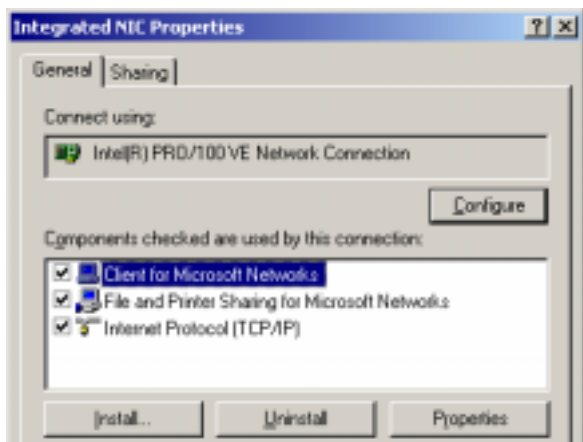 Integrated NIC Properties
General Sharing
Connect using:
Intel(R) PRO/100 VE Network Connection
Configure
Components checked are used by this connection:
Client for Microsoft Networks
File and Printer Sharing for Microsoft Networks
Internet Protocol (TCP/IP)
Install... Uninstall Properties